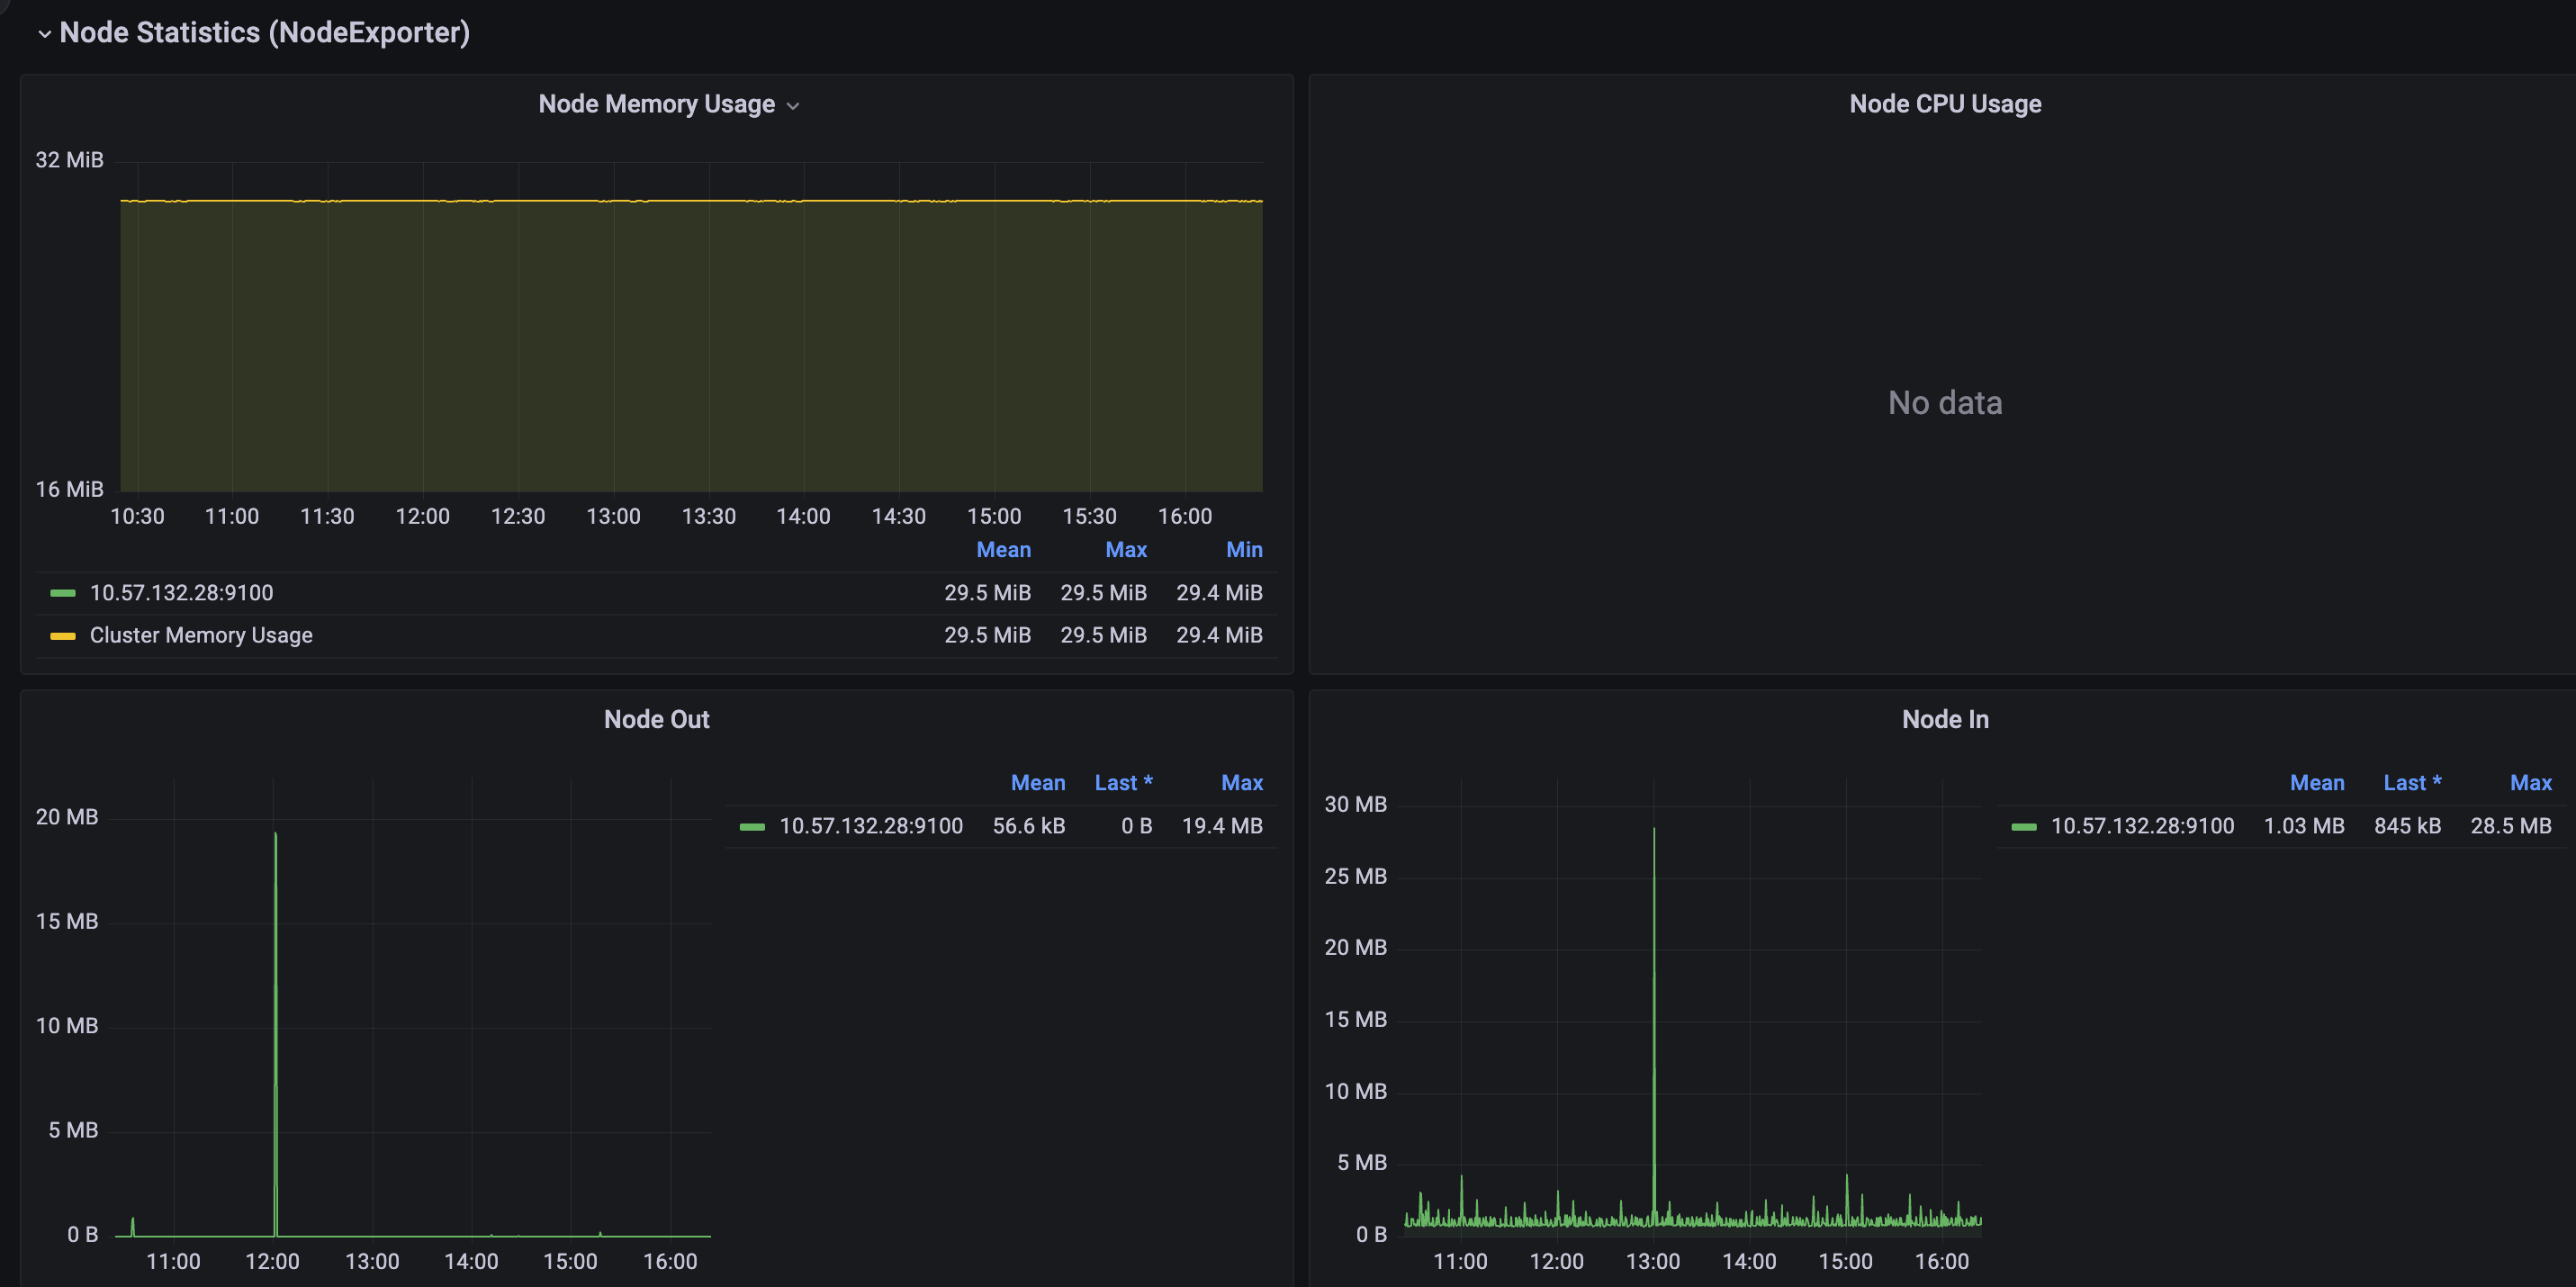 Node Statistics (NodeExporter)
Node Memory Usage
32 MiB
16 MiB
10:30 11:00 11:30 12:00 12:30 13:00 13:30 14:00 14:30 15:00 15:30 16:00
Mean Max Min
10.57.132.28:9100 29.5 MiB 29.5 MiB 29.4 MiB
Cluster Memory Usage 29.5 MiB 29.5 MiB 29.4 MiB
Node CPU Usage
No data
Node Out
20 MB
15 MB
10 MB
5 MB
0 B
11:00 12:00 13:00 14:00 15:00 16:00
Mean Last * Max
10.57.132.28:9100 56.6 kB 0 B 19.4 MB
Node In
30 MB
25 MB
20 MB
15 MB
10 MB
5 MB
0 B
11:00 12:00 13:00 14:00 15:00 16:00
Mean Last * Max
10.57.132.28:9100 1.03 MB 845 kB 28.5 MB